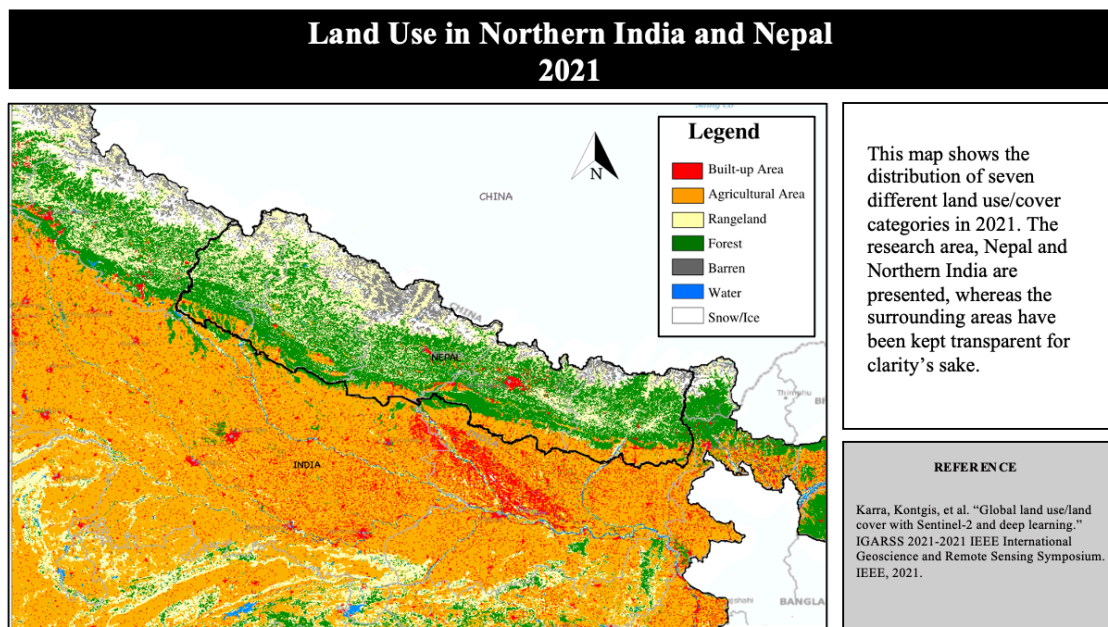 Land Use in Northern India and Nepal
2021
Legend
N
Built-up Area
Agricultural Area
Rangeland
Forest
Barren
Water
Snow/Ice
CHINA
CHINA
NEPAL
INDIA
Thimphu
BANGLA
This map shows the
distribution of seven
different land use/cover
categories in 2021. The
research area, Nepal and
Northern India are
presented, whereas the
surrounding areas have
been kept transparent for
clarity’s sake.
REFERENCE
Karra, Kontgis, et al. “Global land use/land
cover with Sentinel-2 and deep learning.”
IGARSS 2021-2021 IEEE International
Geoscience and Remote Sensing Symposium.
IEEE, 2021.